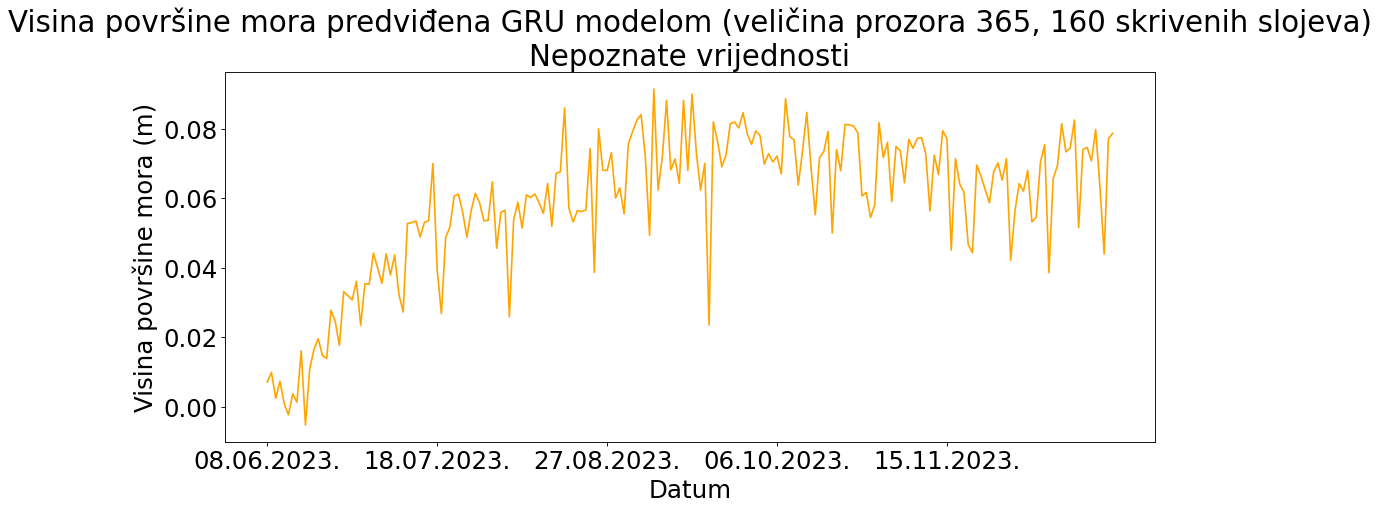 Visina površine mora predviđena GRU modelom (veličina prozora 365, 160 skrivenih slojeva)
Nepoznate vrijednosti
Visina površine mora (m)
0.08
0.06
0.04
0.02
0.00
08.06.2023. 18.07.2023. 27.08.2023. 06.10.2023. 15.11.2023.
Datum